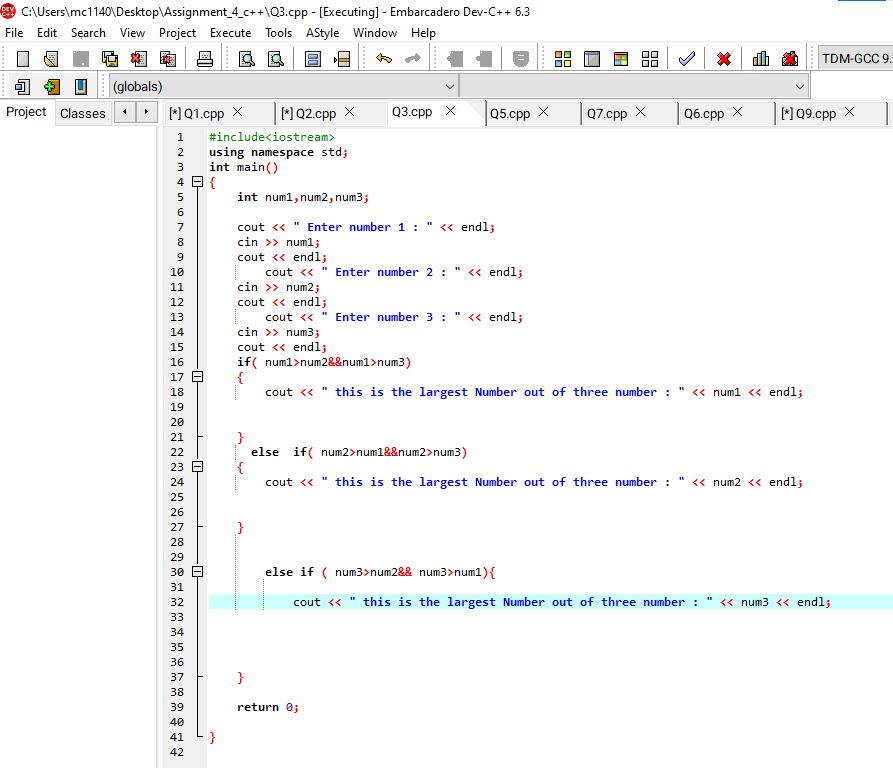 C:\Users\mc1140\Desktop\Assignment_4_c++\Q3.cpp - [Executing] - Embarcadero Dev-C++ 6.3
File Edit Search View Project Execute Tools AStyle Window Help
TDM-GCC 9.
(globals)
Project Classes [*] Q1.cpp [*] Q2.cpp Q3.cpp Q5.cpp Q7.cpp Q6.cpp [*] Q9.cpp
1 #include<iostream>
2 using namespace std;
3 int main()
4 {
5 int num1,num2,num3;
6
7 cout << " Enter number 1 : " << endl;
8 cin >> num1;
9 cout << endl;
10 cout << " Enter number 2 : " << endl;
11 cin >> num2;
12 cout << endl;
13 cout << " Enter number 3 : " << endl;
14 cin >> num3;
15 cout << endl;
16 if( num1>num2&&num1>num3)
17 {
18 cout << " this is the largest Number out of three number : " << num1 << endl;
19
20
21 }
22 else  if( num2>num1&&num2>num3)
23 {
24 cout << " this is the largest Number out of three number : " << num2 << endl;
25
26
27 }
28
29
30 else if ( num3>num2&& num3>num1){
31
32 cout << " this is the largest Number out of three number : " << num3 << endl;
33
34
35
36
37 }
38
39 return 0;
40
41 }
42